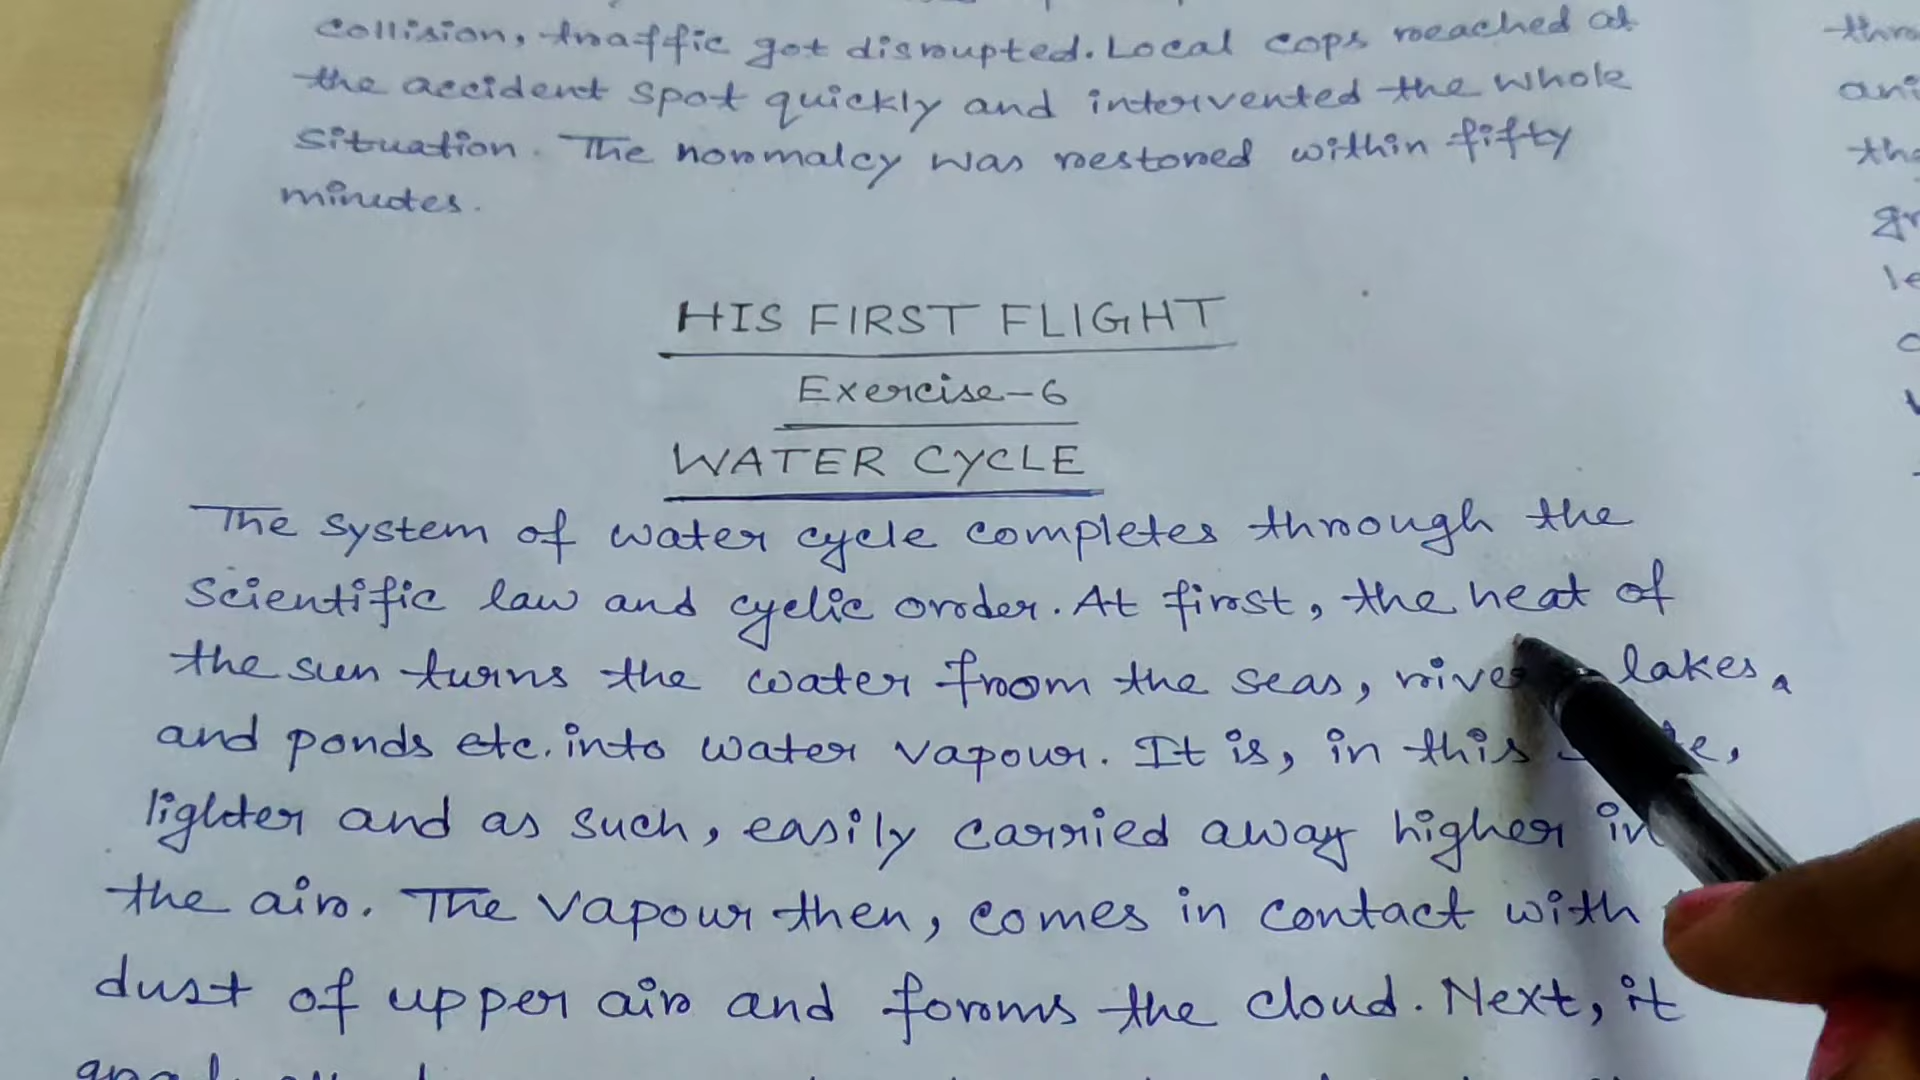 collision, traffic got disrupted. Local cops reached at
the accident spot quickly and intervented the whole
situation. The normalcy was restored within fifty
minutes.
HIS FIRST FLIGHT
Exercise-6
WATER CYCLE
The system of water cycle completes through the
scientific law and cyclic order. At first, the heat of
the sun turns the water from the seas, lakes,
and ponds etc. into water vapour. It is, in this
lighter and as such, easily carried away higher in
the air. The vapour then, comes in contact with
dust of upper air and forms the cloud. Next, it